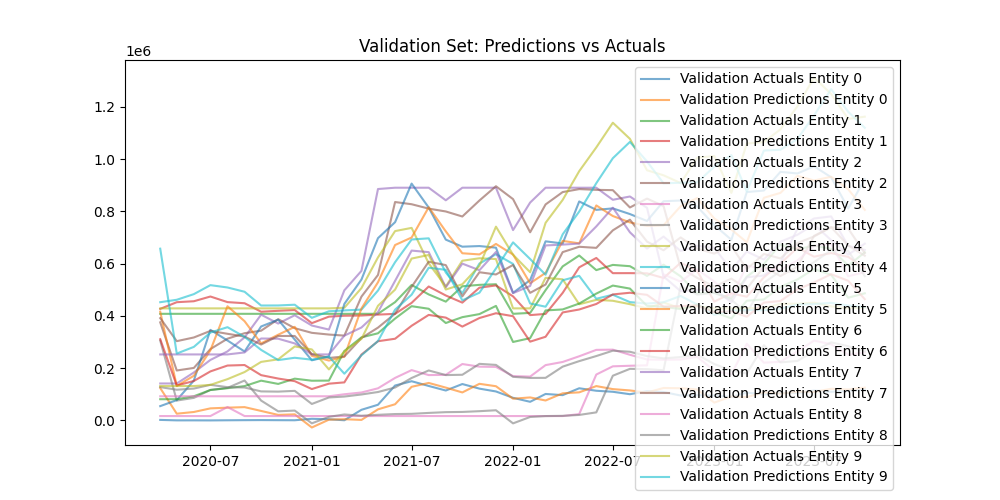 Validation Set: Predictions vs Actuals
1e6
1.2
1.0
0.8
0.6
0.4
0.2
0.0
2020-07
2021-01
2021-07
2022-01
2022-07
2023-01
2023-07
Validation Actuals Entity 0
Validation Predictions Entity 0
Validation Actuals Entity 1
Validation Predictions Entity 1
Validation Actuals Entity 2
Validation Predictions Entity 2
Validation Actuals Entity 3
Validation Predictions Entity 3
Validation Actuals Entity 4
Validation Predictions Entity 4
Validation Actuals Entity 5
Validation Predictions Entity 5
Validation Actuals Entity 6
Validation Predictions Entity 6
Validation Actuals Entity 7
Validation Predictions Entity 7
Validation Actuals Entity 8
Validation Predictions Entity 8
Validation Actuals Entity 9
Validation Predictions Entity 9